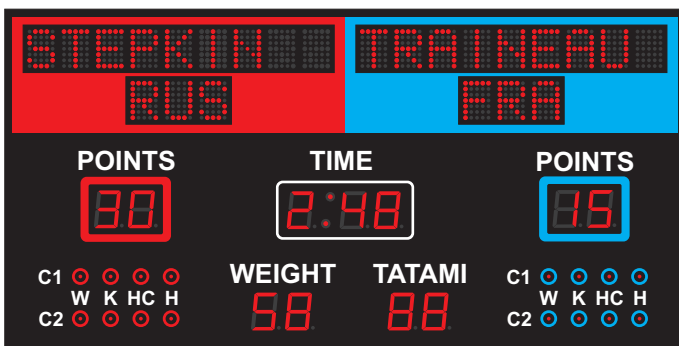 STEPKIN TRAINEAU
RUS FRA
POINTS TIME POINTS
30 2:48 15
WEIGHT TATAMI
58 88
C1 C1
W K HC H W K HC H
C2 C2